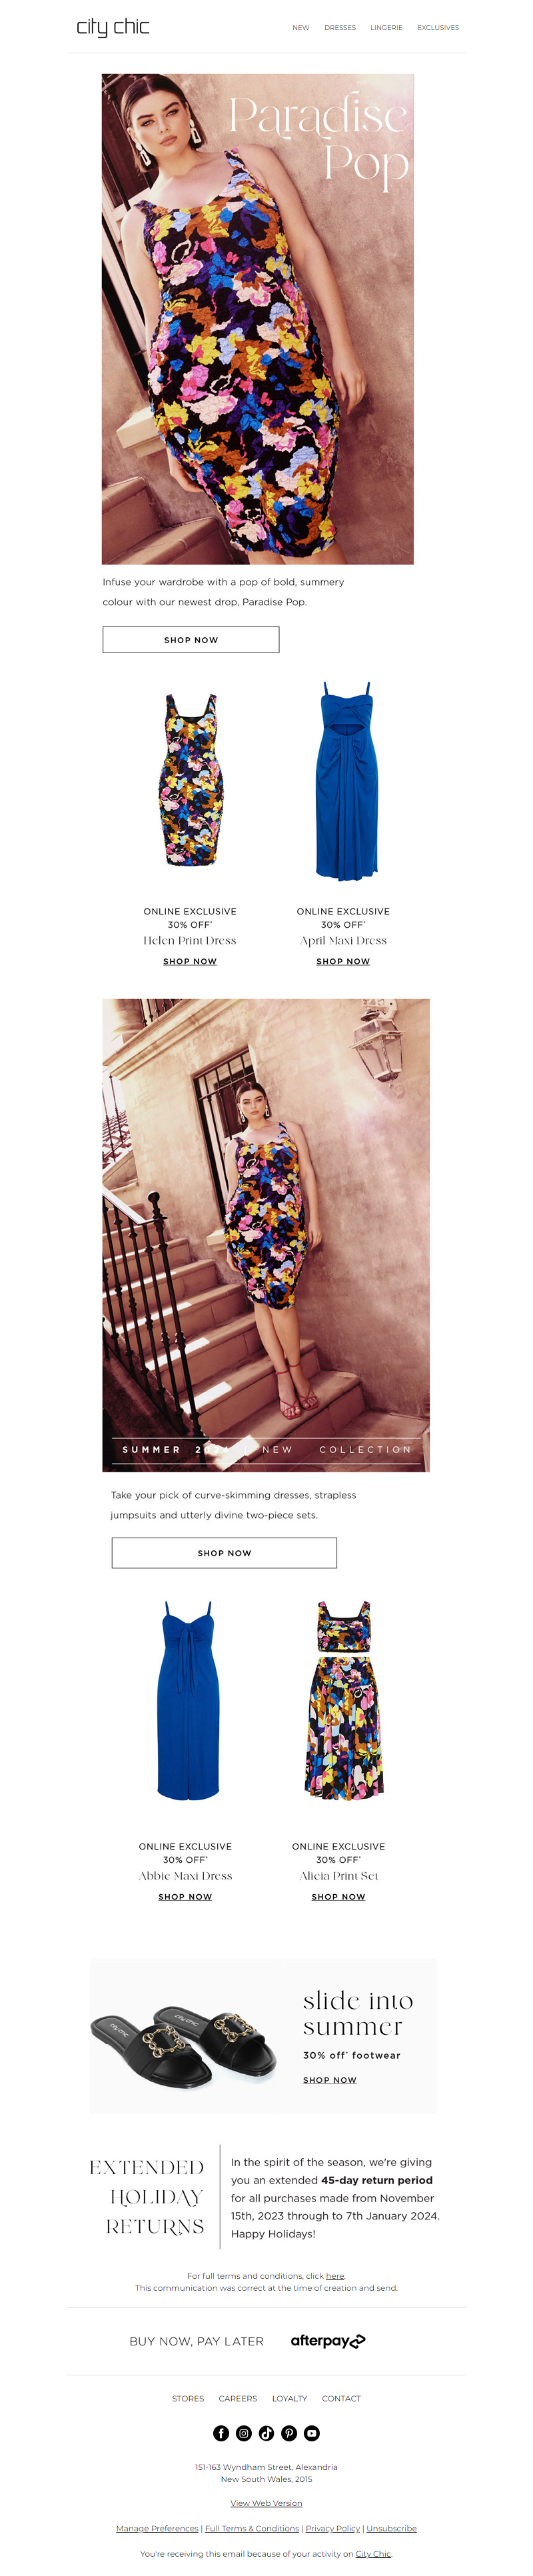 city chic
NEW DRESSES LINGERIE EXCLUSIVES
Paradise
Pop
Infuse your wardrobe with a pop of bold, summery
colour with our newest drop, Paradise Pop.
SHOP NOW
ONLINE EXCLUSIVE
30% OFF*
Helen Print Dress
SHOP NOW
ONLINE EXCLUSIVE
30% OFF*
April Maxi Dress
SHOP NOW
SUMMER | NEW COLLECTION
Take your pick of curve-skimming dresses, strapless
jumpsuits and utterly divine two-piece sets.
SHOP NOW
ONLINE EXCLUSIVE
30% OFF*
Abbie Maxi Dress
SHOP NOW
ONLINE EXCLUSIVE
30% OFF*
Alicia Print Set
SHOP NOW
CITY CHIC
CITY CHIC
slide into
summer
30% off* footwear
SHOP NOW
EXTENDED
HOLIDAY
RETURNS
In the spirit of the season, we're giving
you an extended 45-day return period
for all purchases made from November
15th, 2023 through to 7th January 2024.
Happy Holidays!
For full terms and conditions, click here.
This communication was correct at the time of creation and send.
BUY NOW, PAY LATER afterpay
STORES CAREERS LOYALTY CONTACT
151-163 Wyndham Street, Alexandria
New South Wales, 2015
View Web Version
Manage Preferences | Full Terms & Conditions | Privacy Policy | Unsubscribe
You're receiving this email because of your activity on City Chic.